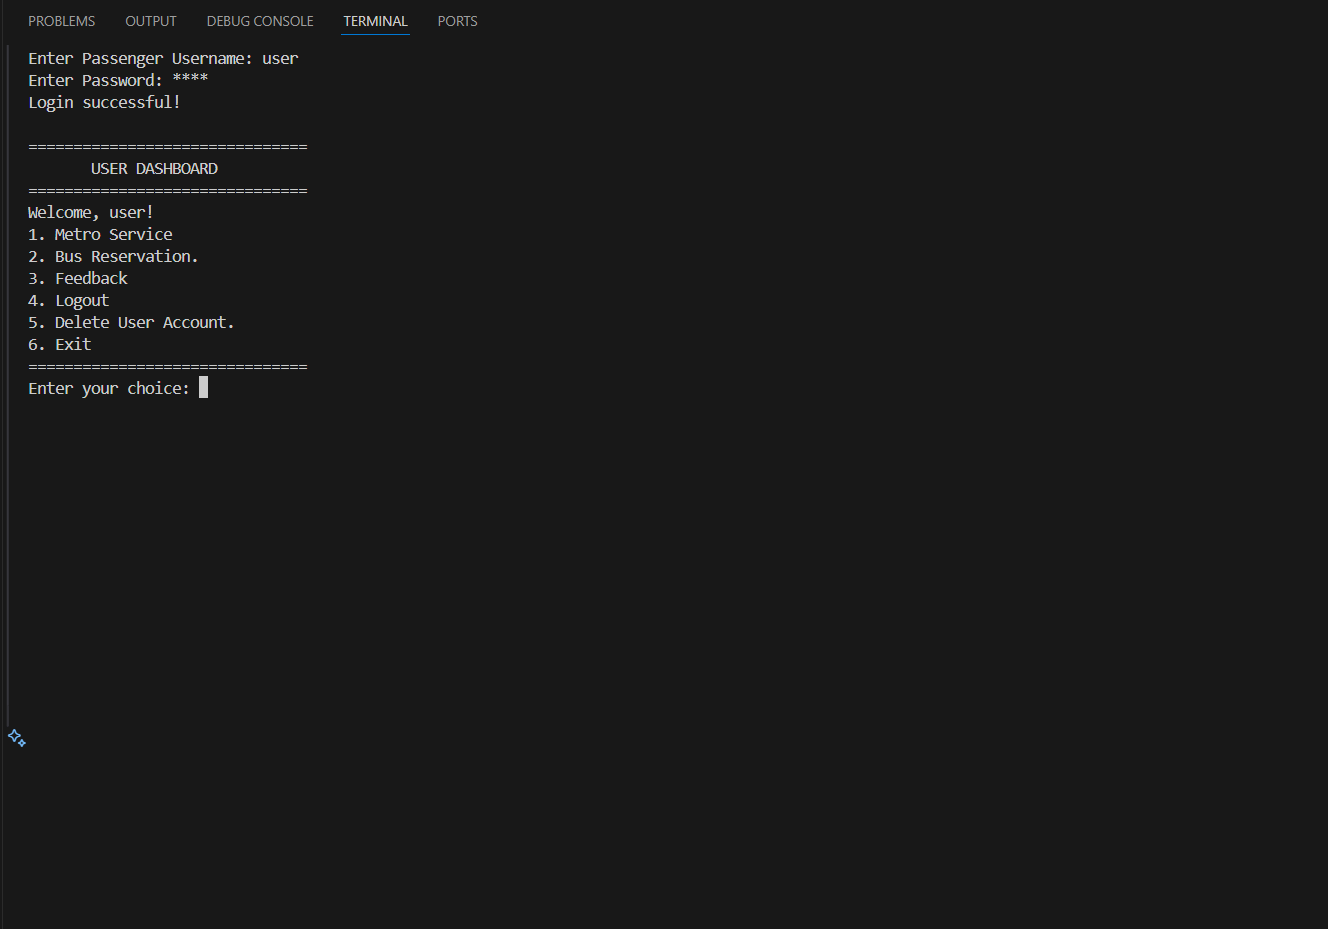 PROBLEMS OUTPUT DEBUG CONSOLE TERMINAL PORTS
Enter Passenger Username: user
Enter Password: ****
Login successful!
===============================
USER DASHBOARD
===============================
Welcome, user!
1. Metro Service
2. Bus Reservation.
3. Feedback
4. Logout
5. Delete User Account.
6. Exit
===============================
Enter your choice: